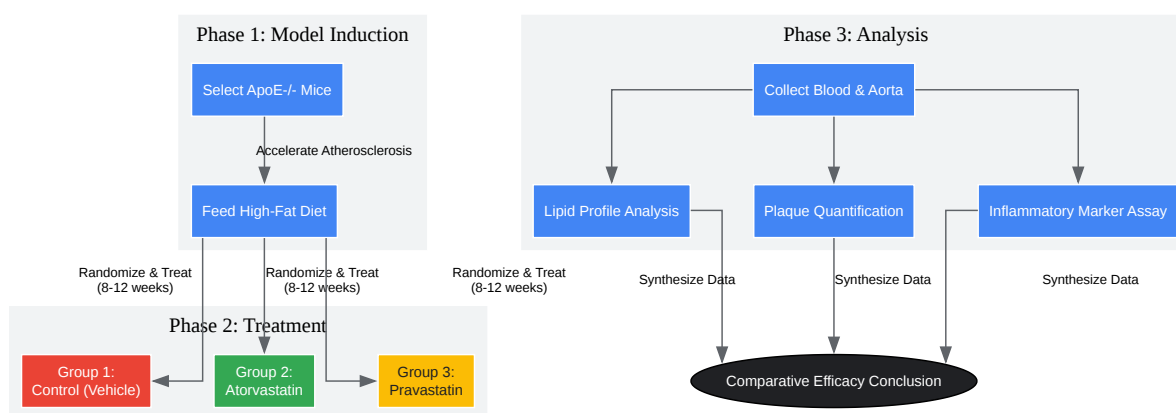 Phase 1: Model Induction
Select ApoE-/- Mice
Accelerate Atherosclerosis
Feed High-Fat Diet
Randomize & Treat
(8-12 weeks)
Randomize & Treat
(8-12 weeks)
Randomize & Treat
(8-12 weeks)
Phase 2: Treatment
Group 1:
Control (Vehicle)
Group 2:
Atorvastatin
Group 3:
Pravastatin
Phase 3: Analysis
Collect Blood & Aorta
Lipid Profile Analysis
Plaque Quantification
Inflammatory Marker Assay
Synthesize Data
Synthesize Data
Synthesize Data
Comparative Efficacy Conclusion